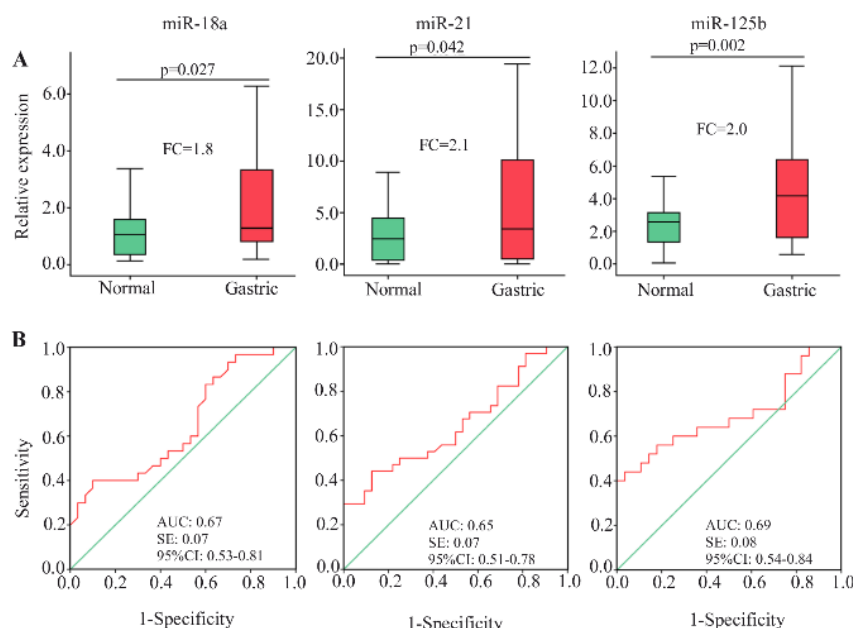 miR-18a miR-21 miR-125b
A
p=0.027 p=0.042 p=0.002
Relative expression
6.0
4.0
2.0
0.0
FC=1.8
Normal Gastric
20.0
15.0
10.0
5.0
0.0
FC=2.1
Normal Gastric
12.0
10.0
8.0
6.0
4.0
2.0
0.0
FC=2.0
Normal Gastric
B
Sensitivity
1.0
0.8
0.6
0.4
0.2
0.0
AUC: 0.67
SE: 0.07
95%CI: 0.53-0.81
0.0 0.2 0.4 0.6 0.8 1.0
1-Specificity
1.0
0.8
0.6
0.4
0.2
0.0
AUC: 0.65
SE: 0.07
95%CI: 0.51-0.78
0.0 0.2 0.4 0.6 0.8 1.0
1-Specificity
1.0
0.8
0.6
0.4
0.2
0.0
AUC: 0.69
SE: 0.08
95%CI: 0.54-0.84
0.0 0.2 0.4 0.6 0.8 1.0
1-Specificity